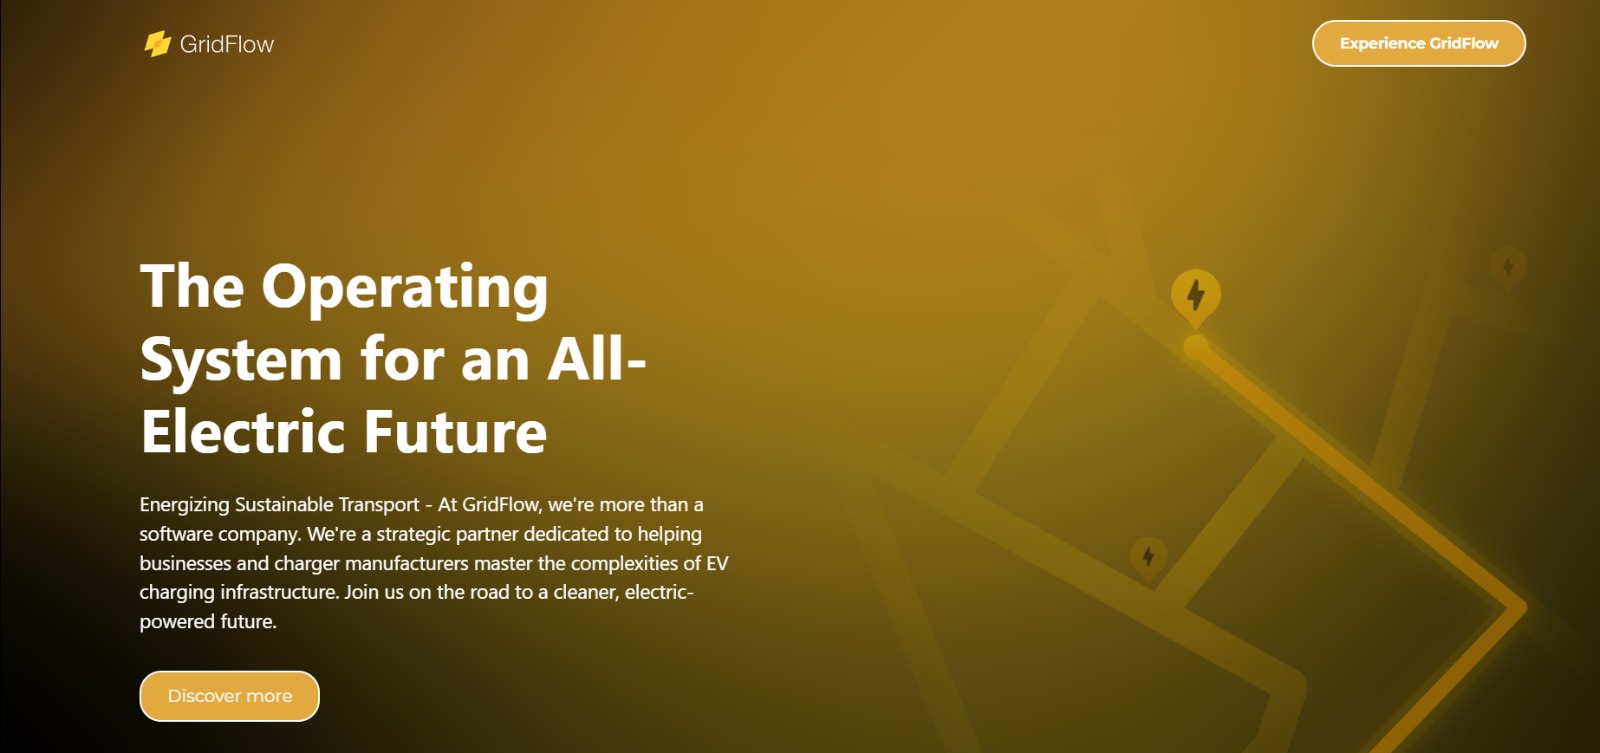 GridFlow
Experience GridFlow
The Operating
System for an All-
Electric Future
Energizing Sustainable Transport - At GridFlow, we're more than a
software company. We're a strategic partner dedicated to helping
businesses and charger manufacturers master the complexities of EV
charging infrastructure. Join us on the road to a cleaner, electric-
powered future.
Discover more